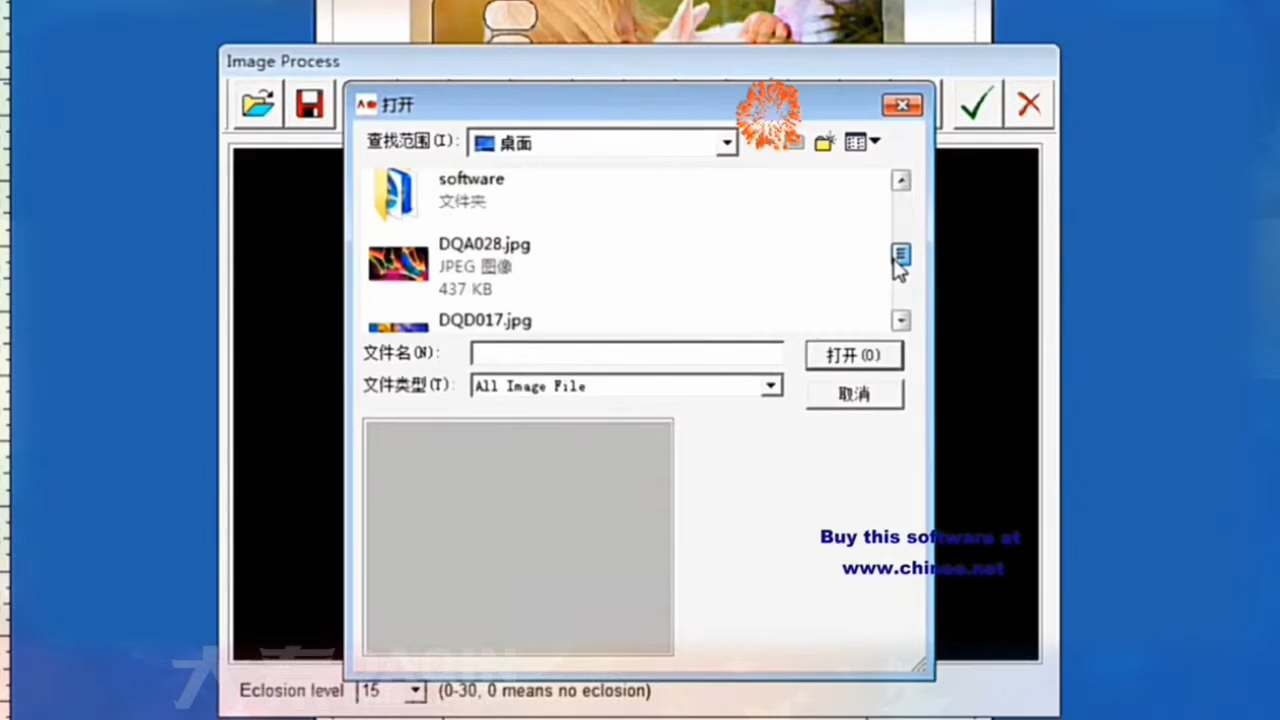 Image Process
打开
查找范围(I):
桌面
software
文件夹
DQA028.jpg
JPEG 图像
437 KB
DQD017.jpg
文件名(N):
打开(O)
文件类型(T):
All Image File
取消
Buy this software at
www.chinee.net
Eclosion level
15
(0-30, 0 means no eclosion)